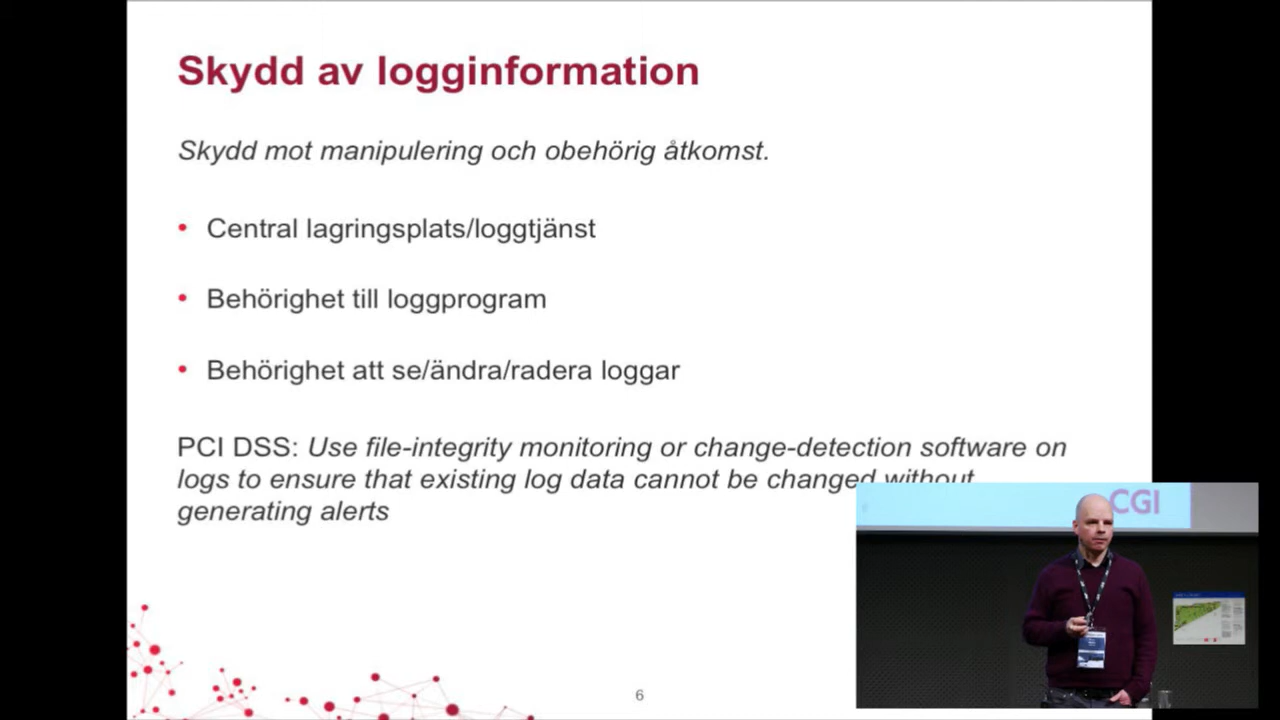 Skydd av logginformation
Skydd mot manipulering och obehörig åtkomst.
• Central lagringsplats/loggtjänst
• Behörighet till loggprogram
• Behörighet att se/ändra/radera loggar
PCI DSS: Use file-integrity monitoring or change-detection software on
logs to ensure that existing log data cannot be changed without
generating alerts
CGI
6